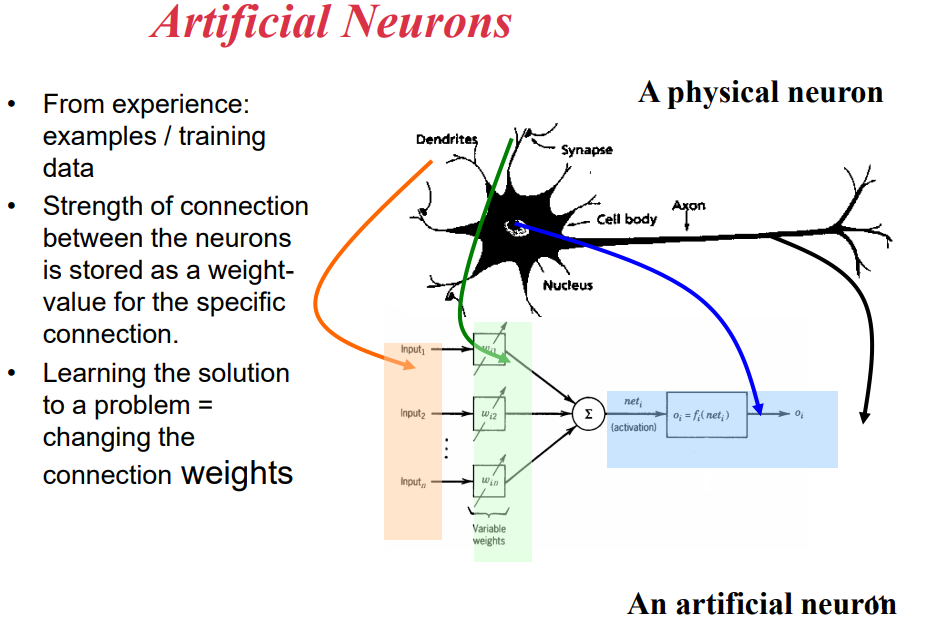 Artificial Neurons
• From experience:
examples / training
data
• Strength of connection
between the neurons
is stored as a weight-
value for the specific
connection.
• Learning the solution
to a problem =
changing the
connection weights
A physical neuron
Dendrites
Synapse
Axon
Cell body
Nucleus
Input₁
wᵢ₁
Input₂
wᵢ₂
Inputₙ
wᵢₙ
Variable
weights
Σ
netᵢ
(activation)
oᵢ = fᵢ(netᵢ)
oᵢ
An artificial neuron